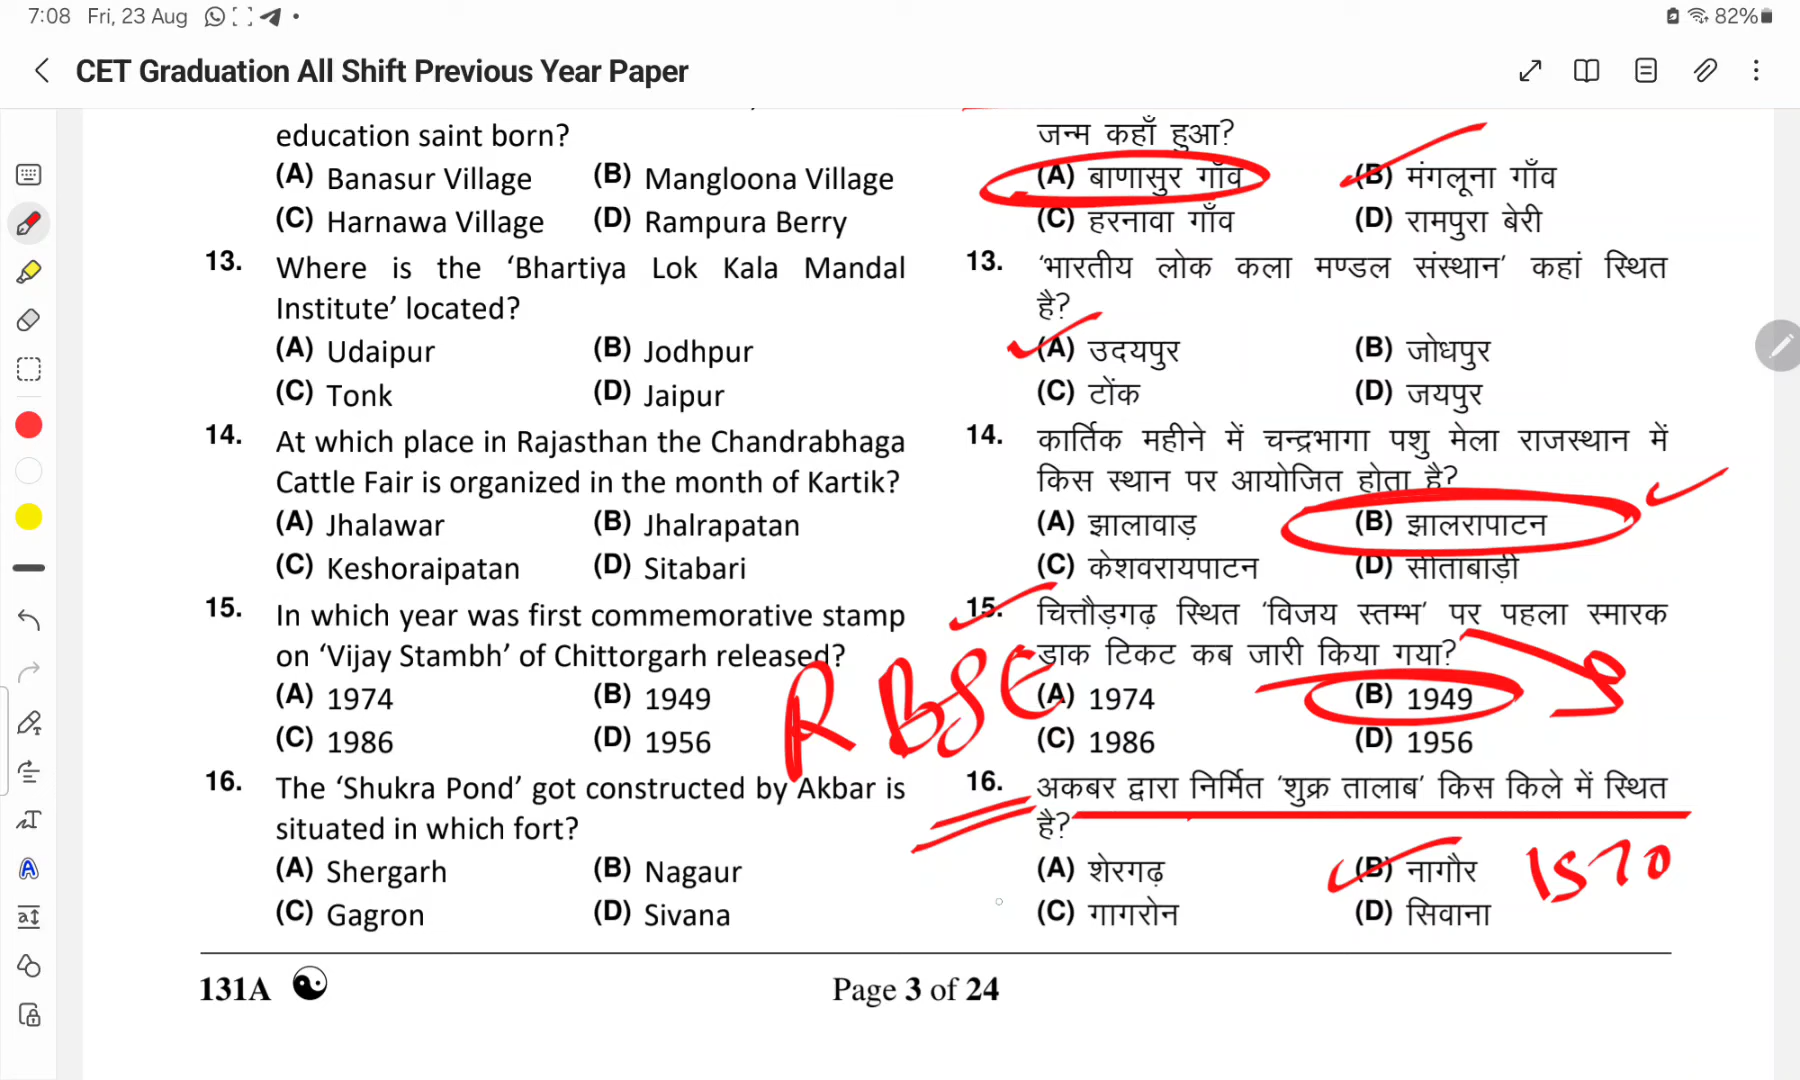 7:08 Fri, 23 Aug
82%
CET Graduation All Shift Previous Year Paper
education saint born?
(A) Banasur Village (B) Mangloona Village
(C) Harnawa Village (D) Rampura Berry
13. Where is the ‘Bhartiya Lok Kala Mandal
Institute’ located?
(A) Udaipur (B) Jodhpur
(C) Tonk (D) Jaipur
14. At which place in Rajasthan the Chandrabhaga
Cattle Fair is organized in the month of Kartik?
(A) Jhalawar (B) Jhalrapatan
(C) Keshoraipatan (D) Sitabari
15. In which year was first commemorative stamp
on ‘Vijay Stambh’ of Chittorgarh released?
(A) 1974 (B) 1949
(C) 1986 (D) 1956
16. The ‘Shukra Pond’ got constructed by Akbar is
situated in which fort?
(A) Shergarh (B) Nagaur
(C) Gagron (D) Sivana
जन्म कहाँ हुआ?
(A) बाणासुर गाँव (B) मंगलूना गाँव
(C) हरनावा गाँव (D) रामपुरा बेरी
13. ‘भारतीय लोक कला मण्डल संस्थान’ कहां स्थित
है?
(A) उदयपुर (B) जोधपुर
(C) टोंक (D) जयपुर
14. कार्तिक महीने में चन्द्रभागा पशु मेला राजस्थान में
किस स्थान पर आयोजित होता है?
(A) झालावाड़ (B) झालरापाटन
(C) केशवरायपाटन (D) सीताबाड़ी
15. चित्तौड़गढ़ स्थित ‘विजय स्तम्भ’ पर पहला स्मारक
डाक टिकट कब जारी किया गया?
(A) 1974 (B) 1949
(C) 1986 (D) 1956
RBSE
16. अकबर द्वारा निर्मित ‘शुक्र तालाब’ किस किले में स्थित
है?
(A) शेरगढ़ (B) नागौर
(C) गागरोन (D) सिवाना
1570
131A Page 3 of 24